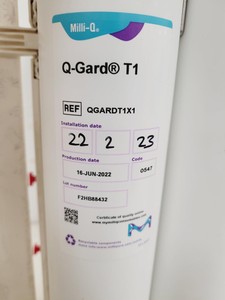 Milli-Q®
Q-Gard® T1
REF QGARDT1X1
Installation date
22 2 23
Production date Code
16-JUN-2022 0547
Lot number
F2HB88432
Certificate of quality online